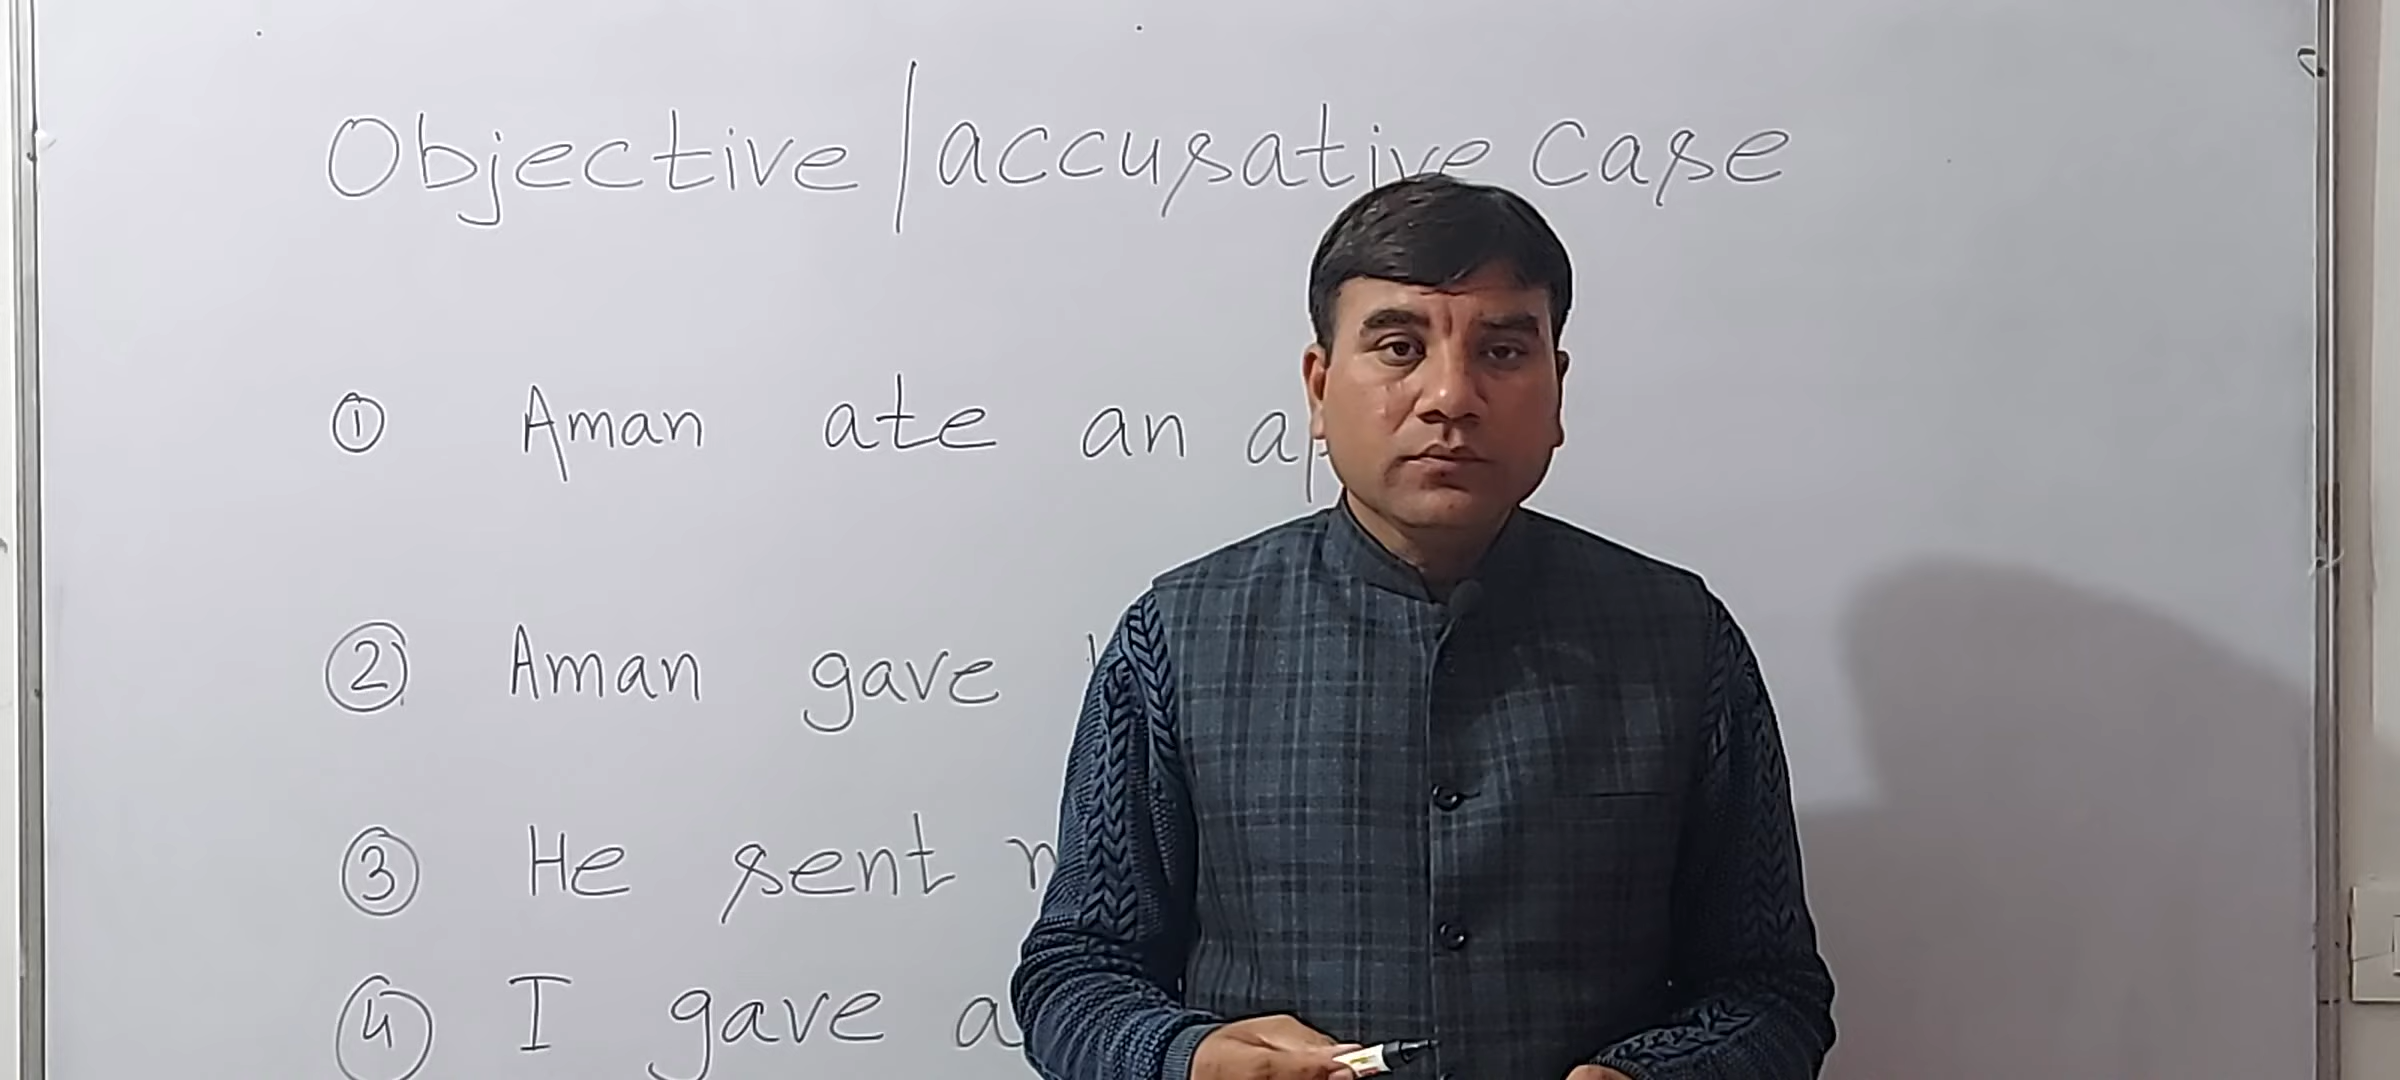 Objective/accusative case
① Aman ate an
② Aman gave
③ He sent
④ I gave